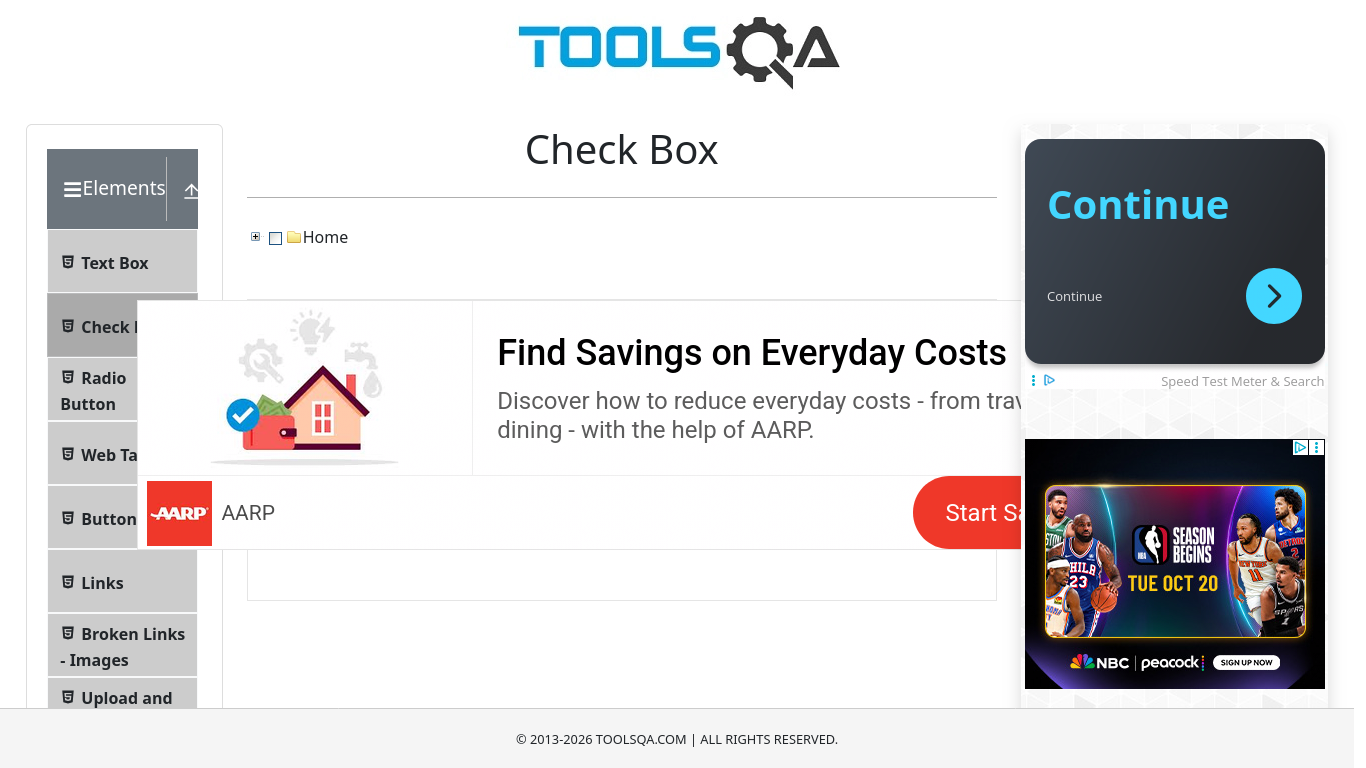 TOOLSQA
Check Box
Elements
Text Box
Check
Radio
Button
Web Ta
Button
Links
Broken Links
- Images
Upload and
Home
Find Savings on Everyday Costs
Discover how to reduce everyday costs - from trav
dining - with the help of AARP.
AARP
AARP
Start Sa
Continue
Continue
Speed Test Meter & Search
NBA
SEASON
BEGINS
TUE OCT 20
PHILA
23
NBC | peacock
SIGN UP NOW
© 2013-2026 TOOLSQA.COM | ALL RIGHTS RESERVED.